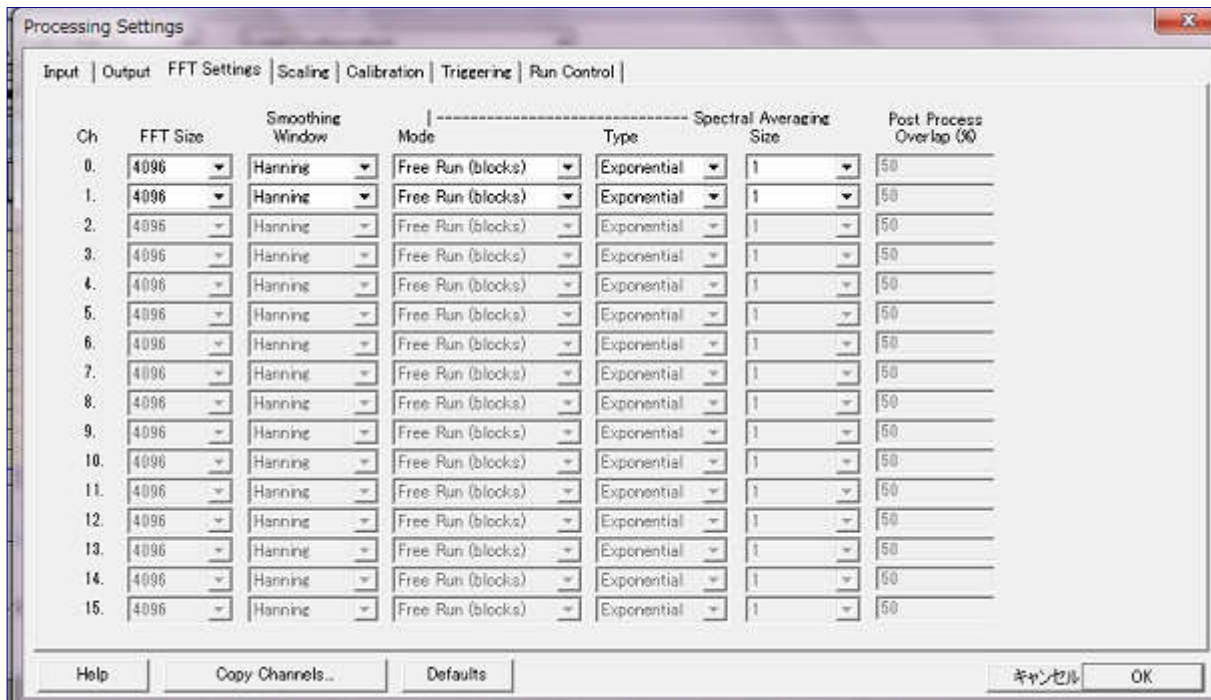 Processing Settings
Input | Output FFT Settings | Scaling | Calibration | Triggering | Run Control |
Smoothing |------------------------------ Spectral Averaging Post Process
Ch FFT Size Window Mode Type Size Overlap (%)
0. 4096 Hanning Free Run (blocks) Exponential 1 50
1. 4096 Hanning Free Run (blocks) Exponential 1 50
2. 4096 Hanning Free Run (blocks) Exponential 1 50
3. 4096 Hanning Free Run (blocks) Exponential 1 50
4. 4096 Hanning Free Run (blocks) Exponential 1 50
5. 4096 Hanning Free Run (blocks) Exponential 1 50
6. 4096 Hanning Free Run (blocks) Exponential 1 50
7. 4096 Hanning Free Run (blocks) Exponential 1 50
8. 4096 Hanning Free Run (blocks) Exponential 1 50
9. 4096 Hanning Free Run (blocks) Exponential 1 50
10. 4096 Hanning Free Run (blocks) Exponential 1 50
11. 4096 Hanning Free Run (blocks) Exponential 1 50
12. 4096 Hanning Free Run (blocks) Exponential 1 50
13. 4096 Hanning Free Run (blocks) Exponential 1 50
14. 4096 Hanning Free Run (blocks) Exponential 1 50
15. 4096 Hanning Free Run (blocks) Exponential 1 50
Help Copy Channels... Defaults キャンセル OK